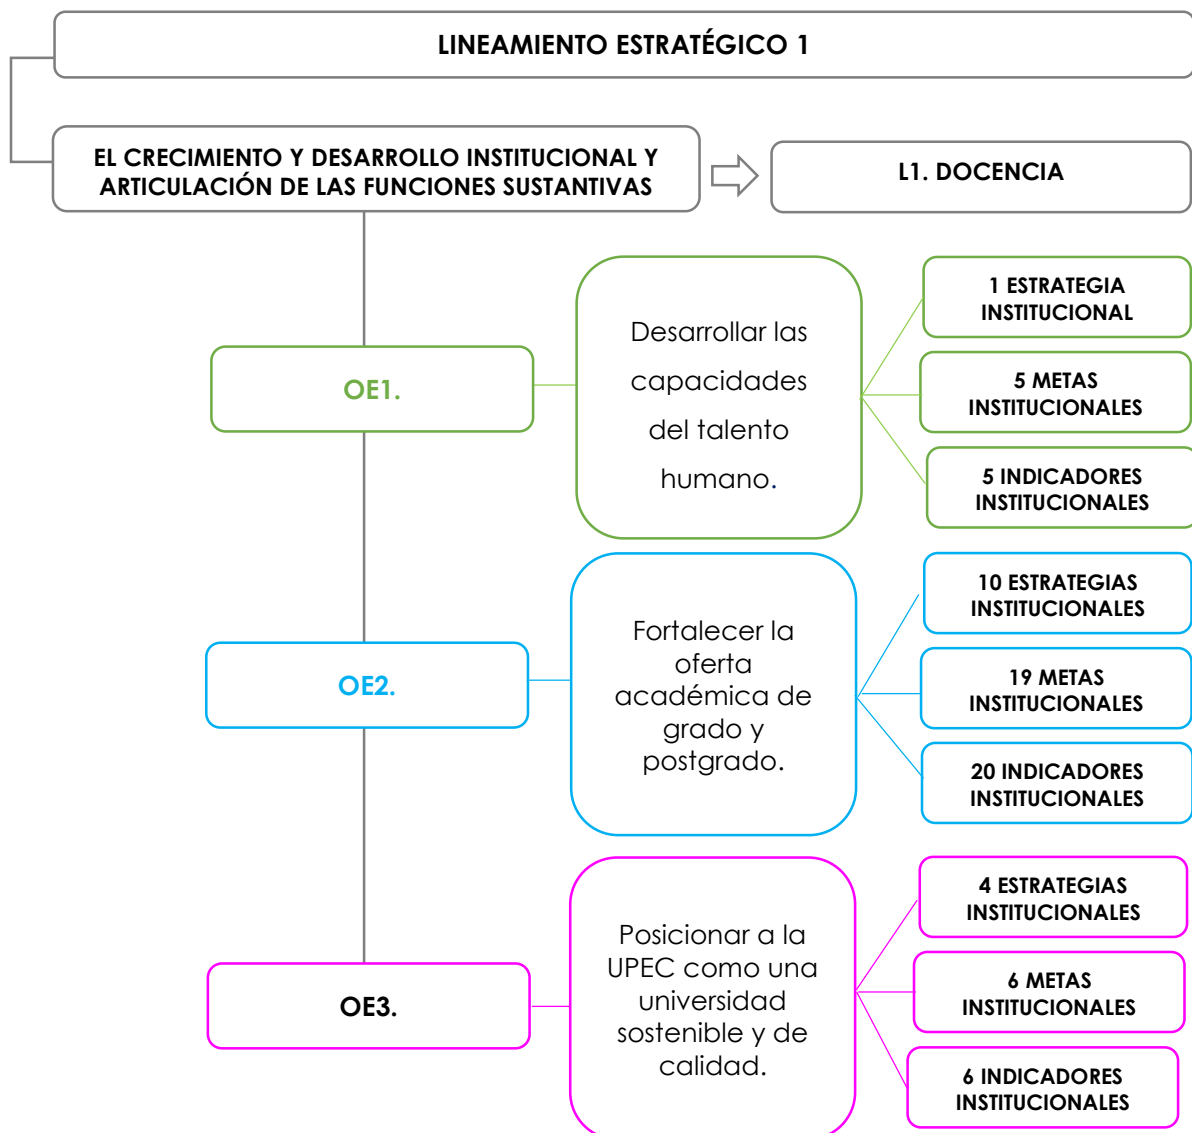 LINEAMIENTO ESTRATÉGICO 1
EL CRECIMIENTO Y DESARROLLO INSTITUCIONAL Y
ARTICULACIÓN DE LAS FUNCIONES SUSTANTIVAS
L1. DOCENCIA
OE1.
Desarrollar las
capacidades
del talento
humano.
1 ESTRATEGIA
INSTITUCIONAL
5 METAS
INSTITUCIONALES
5 INDICADORES
INSTITUCIONALES
OE2.
Fortalecer la
oferta
académica de
grado y
postgrado.
10 ESTRATEGIAS
INSTITUCIONALES
19 METAS
INSTITUCIONALES
20 INDICADORES
INSTITUCIONALES
OE3.
Posicionar a la
UPEC como una
universidad
sostenible y de
calidad.
4 ESTRATEGIAS
INSTITUCIONALES
6 METAS
INSTITUCIONALES
6 INDICADORES
INSTITUCIONALES